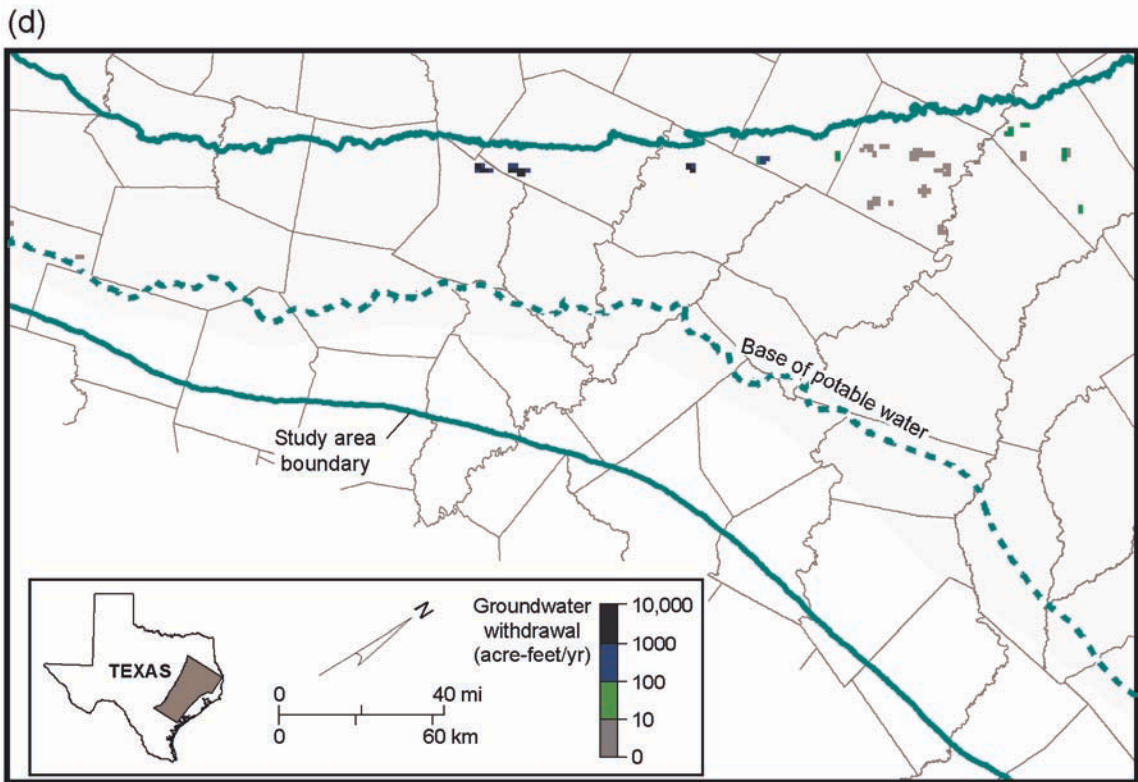 (d)
Base of potable water
Study area
boundary
TEXAS
N
0 40 mi
0 60 km
Groundwater
withdrawal
(acre-feet/yr)
10,000
1000
100
10
0